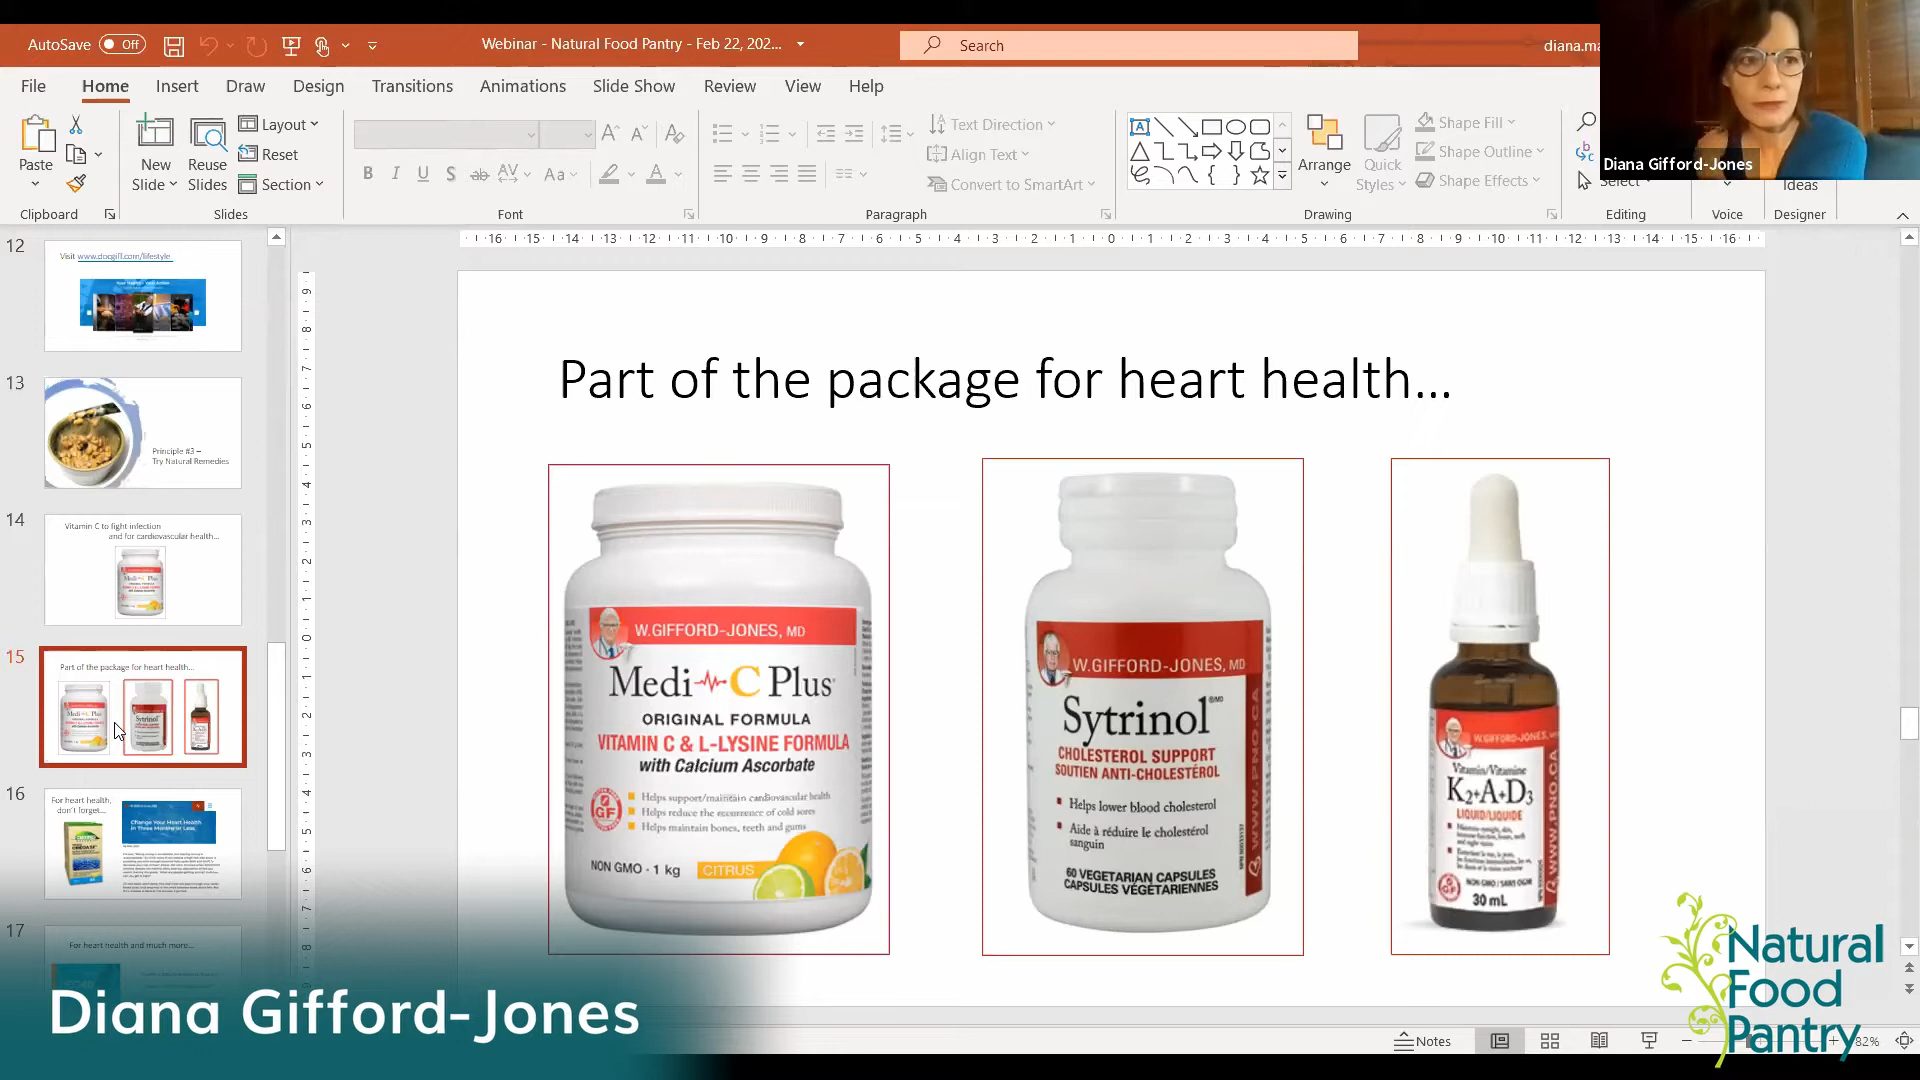 AutoSave Off
Webinar - Natural Food Pantry - Feb 22, 202...
Search
diana.ma
File Home Insert Draw Design Transitions Animations Slide Show Review View Help
Paste
New Slide
Reuse Slides
Layout
Reset
Section
Text Direction
Align Text
Convert to SmartArt
Arrange
Quick Styles
Shape Fill
Shape Outline
Shape Effects
Select
Ideas
Clipboard Slides Font Paragraph Drawing Editing Voice Designer
Diana Gifford-Jones
12
Visit www.docgiff.com/lifestyle
13
Principle #3 –
Try Natural Remedies
14
Vitamin C to fight infection
and for cardiovascular health...
15
Part of the package for heart health...
16
For heart health,
don't forget...
Change Your Heart Health
in Three Months or Less
17
For heart health and much more...
Part of the package for heart health...
W.GIFFORD-JONES, MD
Medi C Plus
ORIGINAL FORMULA
VITAMIN C & L-LYSINE FORMULA
with Calcium Ascorbate
GF
Helps support/maintain cardiovascular health
Helps reduce the recurrence of cold sores
Helps maintain bones, teeth and gums
NON GMO - 1 kg
CITRUS
W.GIFFORD-JONES, MD
Sytrinol
CHOLESTEROL SUPPORT
SOUTIEN ANTI-CHOLESTÉROL
Helps lower blood cholesterol
Aide à réduire le cholestérol
sanguin
60 VEGETARIAN CAPSULES
CAPSULES VÉGÉTARIENNES
WWW.PNO.CA
W.GIFFORD-JONES, MD
Vitamin/Vitamine
K2+A+D3
LIQUID/LIQUIDE
NON-GMO/SANS OGM
30 mL
WWW.PNO.CA
Diana Gifford-Jones
Natural
Food
Pantry
Notes
82%